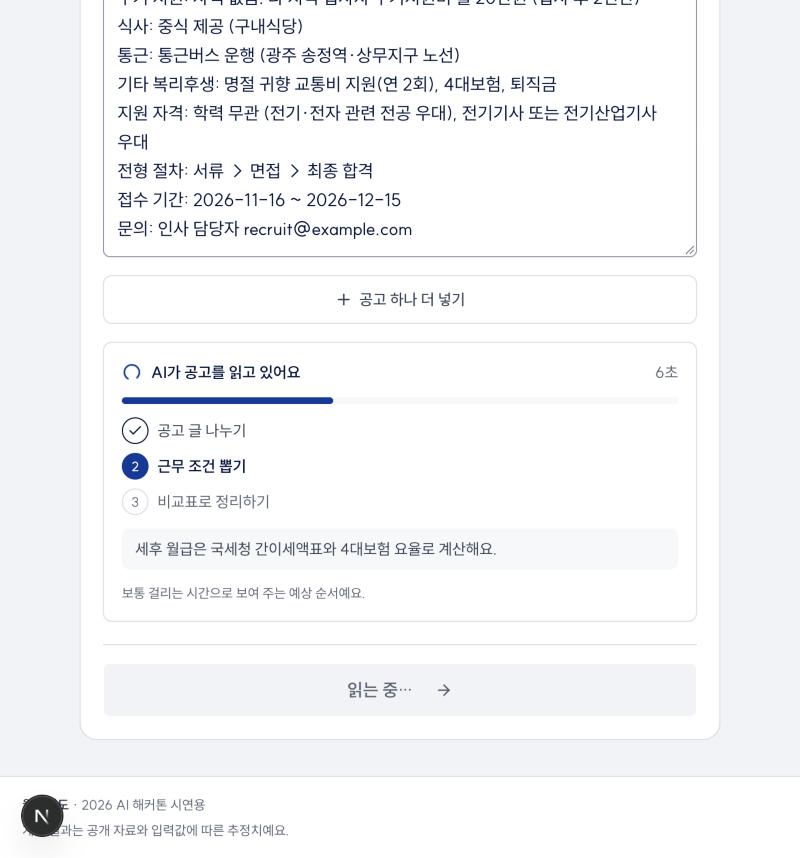 식사: 중식 제공 (구내식당)
통근: 통근버스 운행 (광주 송정역·상무지구 노선)
기타 복리후생: 명절 귀향 교통비 지원(연 2회), 4대보험, 퇴직금
지원 자격: 학력 무관 (전기·전자 관련 전공 우대), 전기기사 또는 전기산업기사
우대
전형 절차: 서류 > 면접 > 최종 합격
접수 기간: 2026-11-16 ~ 2026-12-15
문의: 인사 담당자 recruit@example.com
+ 공고 하나 더 넣기
AI가 공고를 읽고 있어요 6초
공고 글 나누기
2 근무 조건 뽑기
3 비교표로 정리하기
세후 월급은 국세청 간이세액표와 4대보험 요율로 계산해요.
보통 걸리는 시간으로 보여 주는 예상 순서예요.
읽는 중… →
· 2026 AI 해커톤 시연용
N
공개 자료와 입력값에 따른 추정치예요.